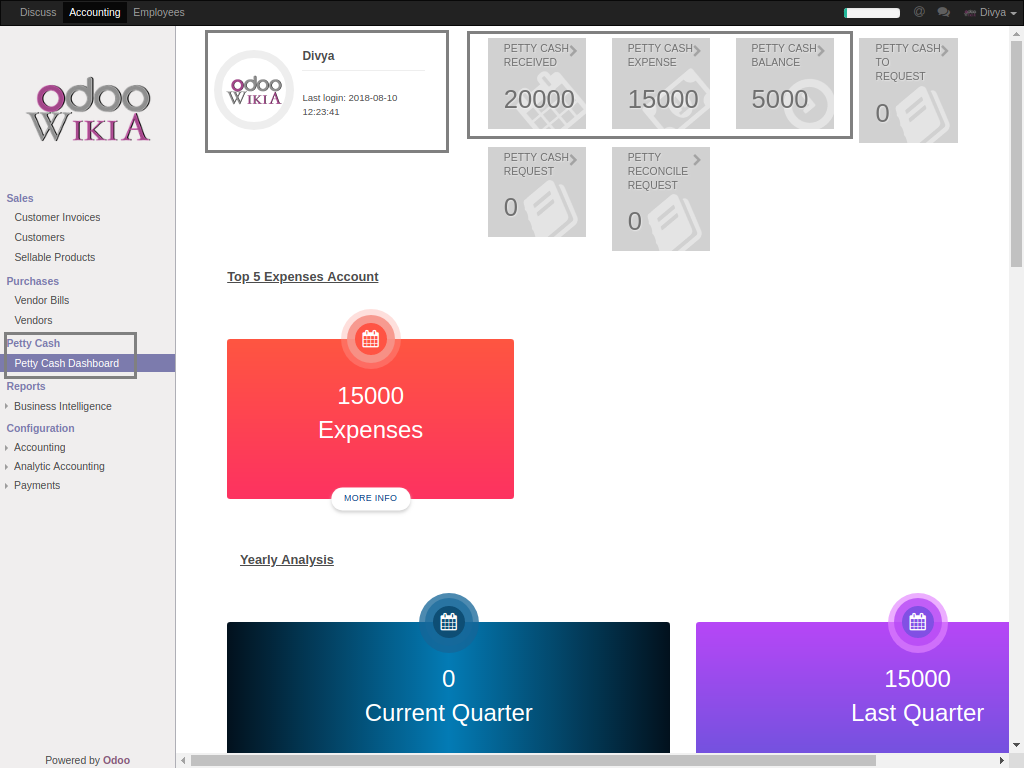 Discuss Accounting Employees
@ Divya
odoo
WIKIA
Sales
Customer Invoices
Customers
Sellable Products
Purchases
Vendor Bills
Vendors
Petty Cash
Petty Cash Dashboard
Reports
Business Intelligence
Configuration
Accounting
Analytic Accounting
Payments
Powered by Odoo
odoo
WIKIA
Divya
Last login: 2018-08-10
12:23:41
PETTY CASH
RECEIVED
20000
PETTY CASH
EXPENSE
15000
PETTY CASH
BALANCE
5000
PETTY CASH
TO
REQUEST
0
PETTY CASH
REQUEST
0
PETTY
RECONCILE
REQUEST
0
Top 5 Expenses Account
15000
Expenses
MORE INFO
Yearly Analysis
0
Current Quarter
15000
Last Quarter